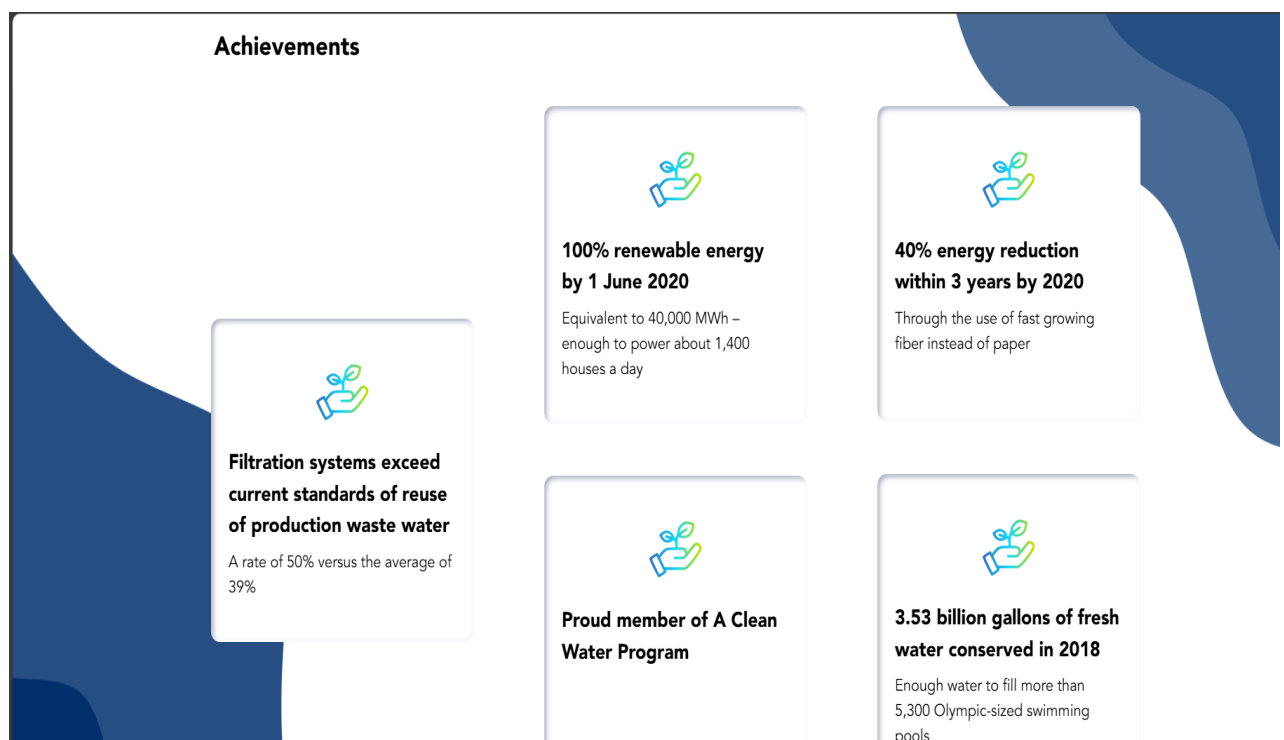 Achievements
100% renewable energy
by 1 June 2020
Equivalent to 40,000 MWh –
enough to power about 1,400
houses a day
40% energy reduction
within 3 years by 2020
Through the use of fast growing
fiber instead of paper
Filtration systems exceed
current standards of reuse
of production waste water
A rate of 50% versus the average of
39%
Proud member of A Clean
Water Program
3.53 billion gallons of fresh
water conserved in 2018
Enough water to fill more than
5,300 Olympic-sized swimming
pools